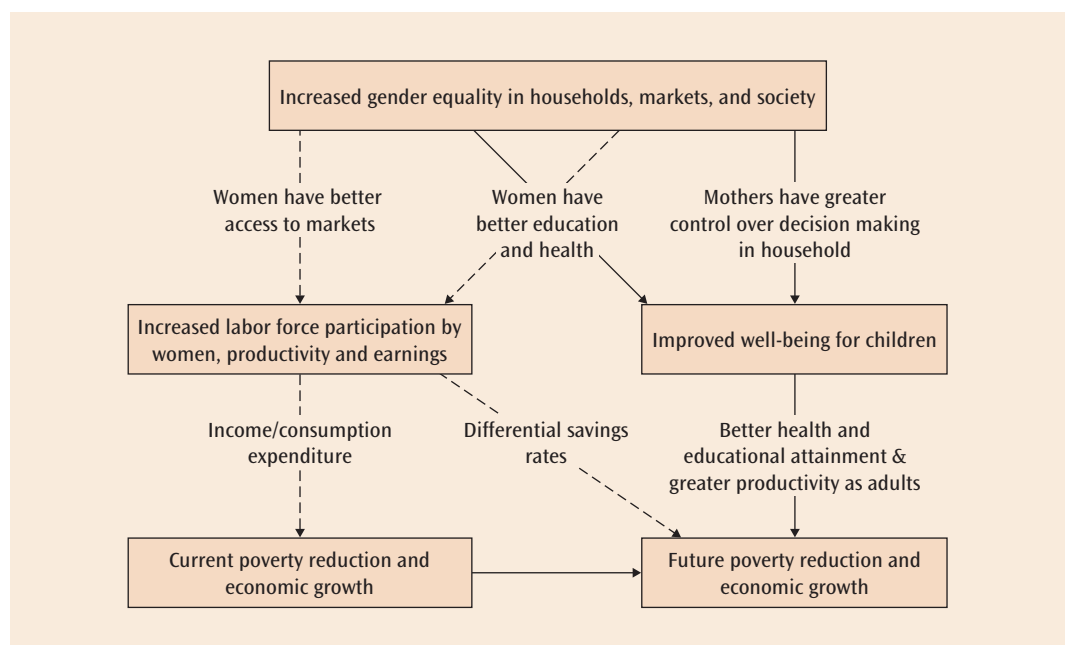 Increased gender equality in households, markets, and society
Women have better
access to markets
Women have
better education
and health
Mothers have greater
control over decision making
in household
Increased labor force participation by
women, productivity and earnings
Improved well-being for children
Income/consumption
expenditure
Differential savings
rates
Better health and
educational attainment &
greater productivity as adults
Current poverty reduction and
economic growth
Future poverty reduction and
economic growth